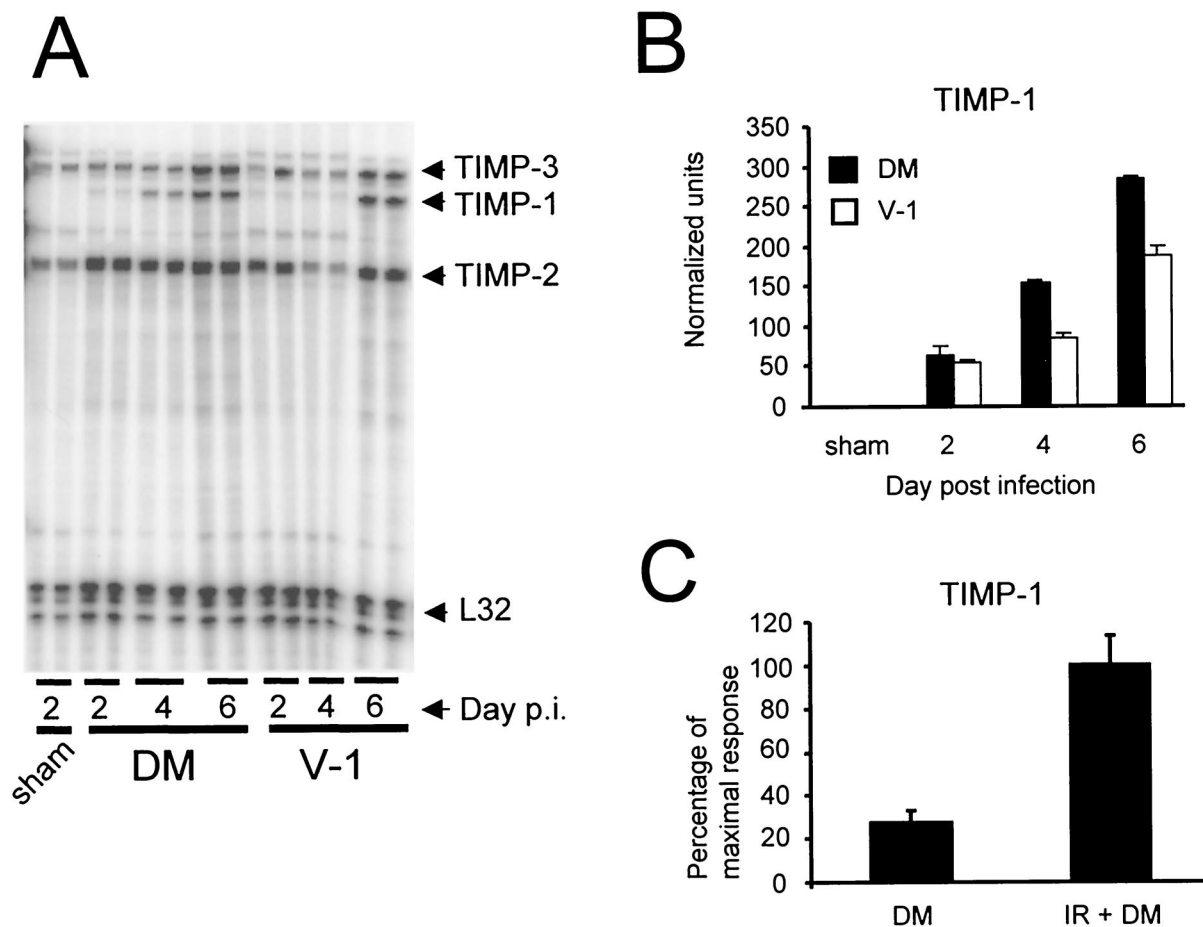 A
TIMP-3
TIMP-1
TIMP-2
L32
2 2 4 6 2 4 6 Day p.i.
sham DM V-1
B
TIMP-1
Normalized units
350
300
250
200
150
100
50
0
DM
V-1
sham 2 4 6
Day post infection
C
TIMP-1
Percentage of
maximal response
120
100
80
60
40
20
0
DM IR + DM